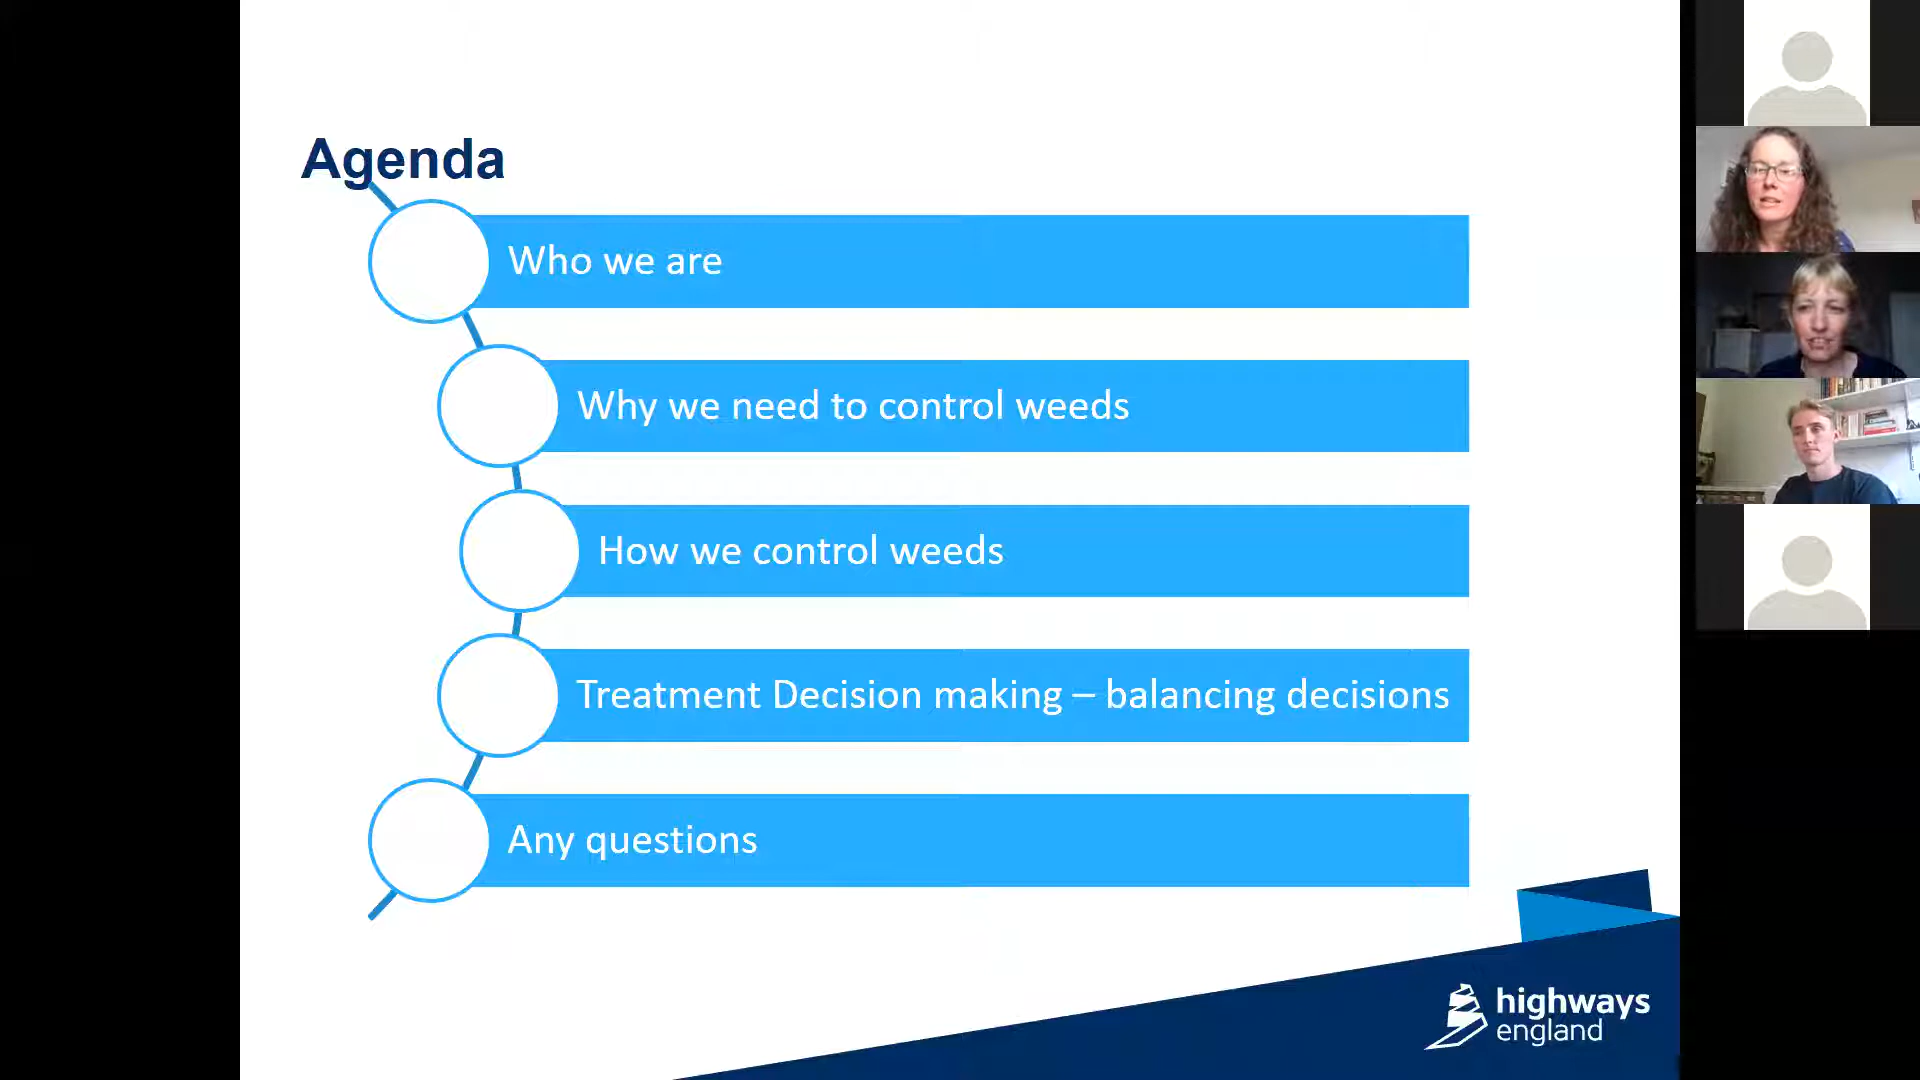 Agenda
Who we are
Why we need to control weeds
How we control weeds
Treatment Decision making – balancing decisions
Any questions
highways
england